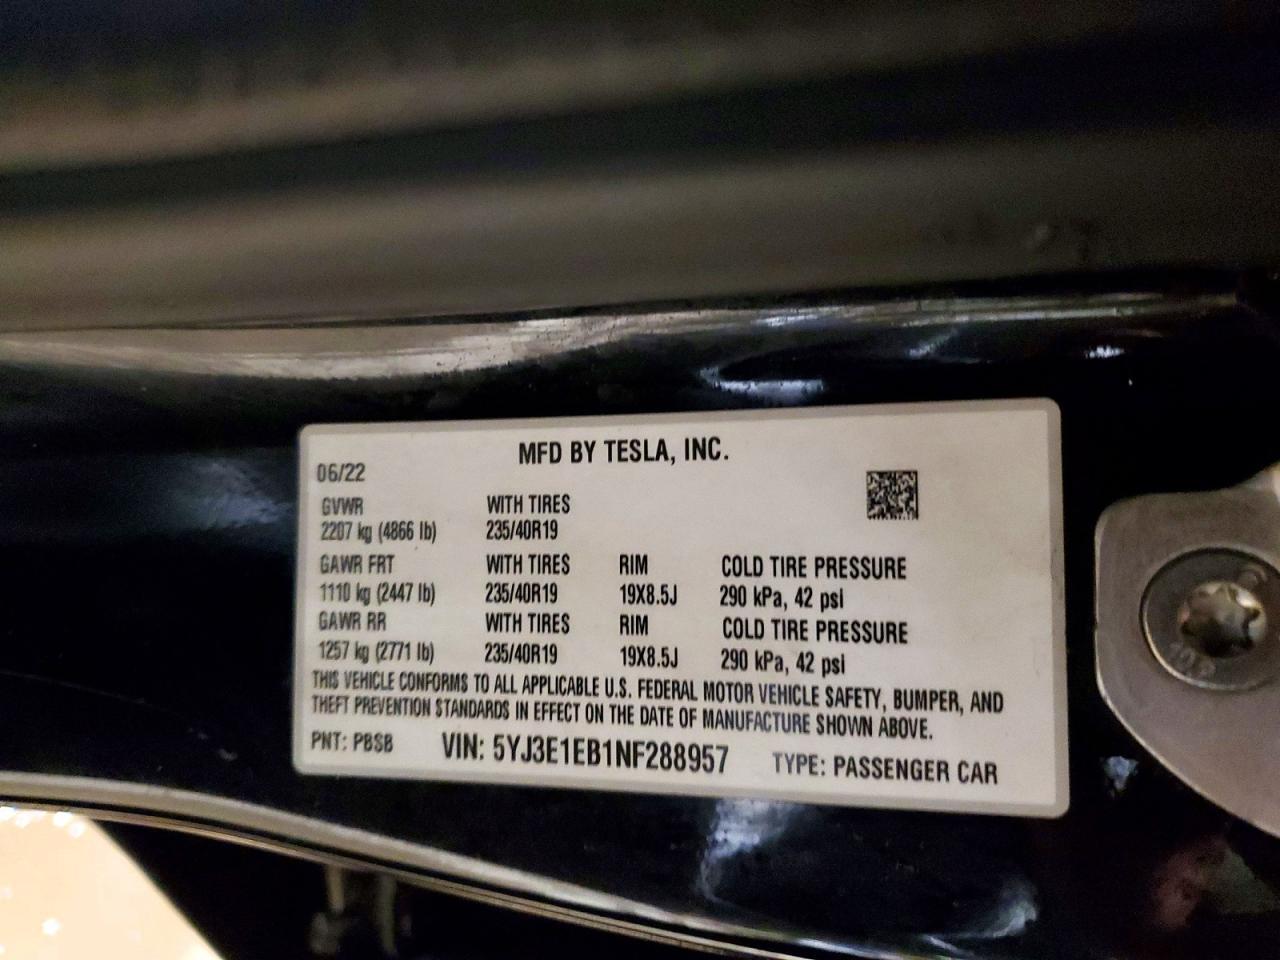 MFD BY TESLA, INC.
06/22
GVWR WITH TIRES
2207 kg (4866 lb) 235/40R19
GAWR FRT WITH TIRES RIM COLD TIRE PRESSURE
1110 kg (2447 lb) 235/40R19 19X8.5J 290 kPa, 42 psi
GAWR RR WITH TIRES RIM COLD TIRE PRESSURE
1257 kg (2771 lb) 235/40R19 19X8.5J 290 kPa, 42 psi
THIS VEHICLE CONFORMS TO ALL APPLICABLE U.S. FEDERAL MOTOR VEHICLE SAFETY, BUMPER, AND
THEFT PREVENTION STANDARDS IN EFFECT ON THE DATE OF MANUFACTURE SHOWN ABOVE.
PNT: PBSB VIN: 5YJ3E1EB1NF288957 TYPE: PASSENGER CAR